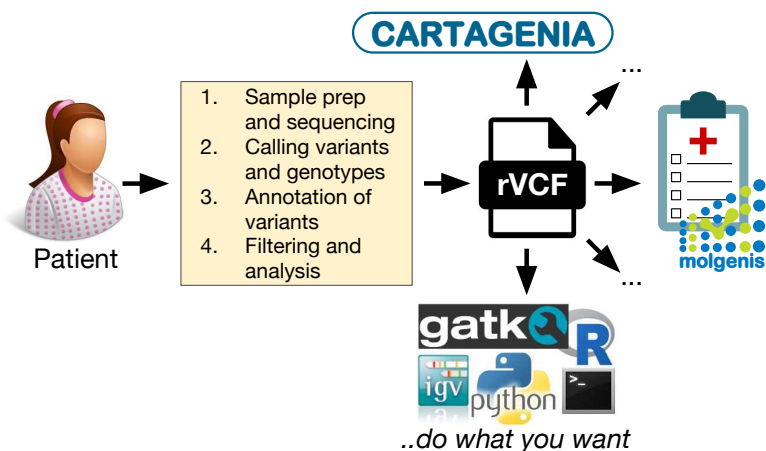 CARTAGENIA
...
1. Sample prep
and sequencing
2. Calling variants
and genotypes
3. Annotation of
variants
4. Filtering and
analysis
rVCF
Patient
molgenis
...
gatk
R
igv
python
>_
..do what you want